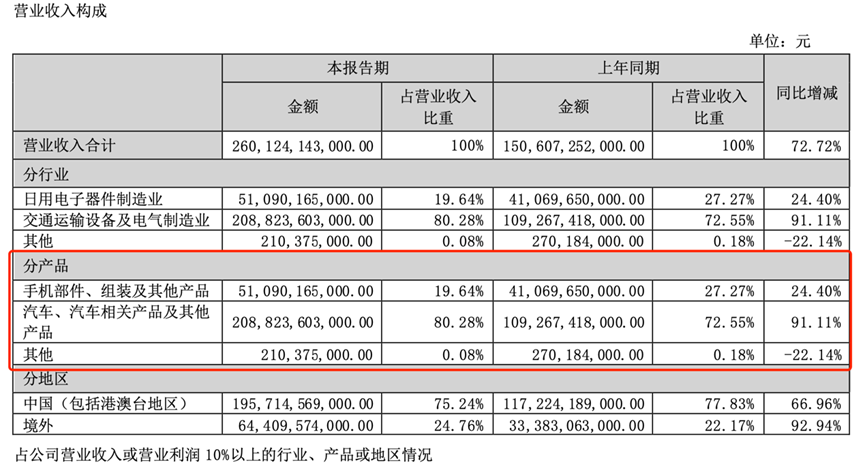 营业收入构成
单位：元
本报告期 上年同期 同比增减
金额 占营业收入比重 金额 占营业收入比重
营业收入合计 260,124,143,000.00 100% 150,607,252,000.00 100% 72.72%
分行业
日用电子器件制造业 51,090,165,000.00 19.64% 41,069,650,000.00 27.27% 24.40%
交通运输设备及电气制造业 208,823,603,000.00 80.28% 109,267,418,000.00 72.55% 91.11%
其他 210,375,000.00 0.08% 270,184,000.00 0.18% -22.14%
分产品
手机部件、组装及其他产品 51,090,165,000.00 19.64% 41,069,650,000.00 27.27% 24.40%
汽车、汽车相关产品及其他产品 208,823,603,000.00 80.28% 109,267,418,000.00 72.55% 91.11%
其他 210,375,000.00 0.08% 270,184,000.00 0.18% -22.14%
分地区
中国（包括港澳台地区） 195,714,569,000.00 75.24% 117,224,189,000.00 77.83% 66.96%
境外 64,409,574,000.00 24.76% 33,383,063,000.00 22.17% 92.94%
占公司营业收入或营业利润 10%以上的行业、产品或地区情况